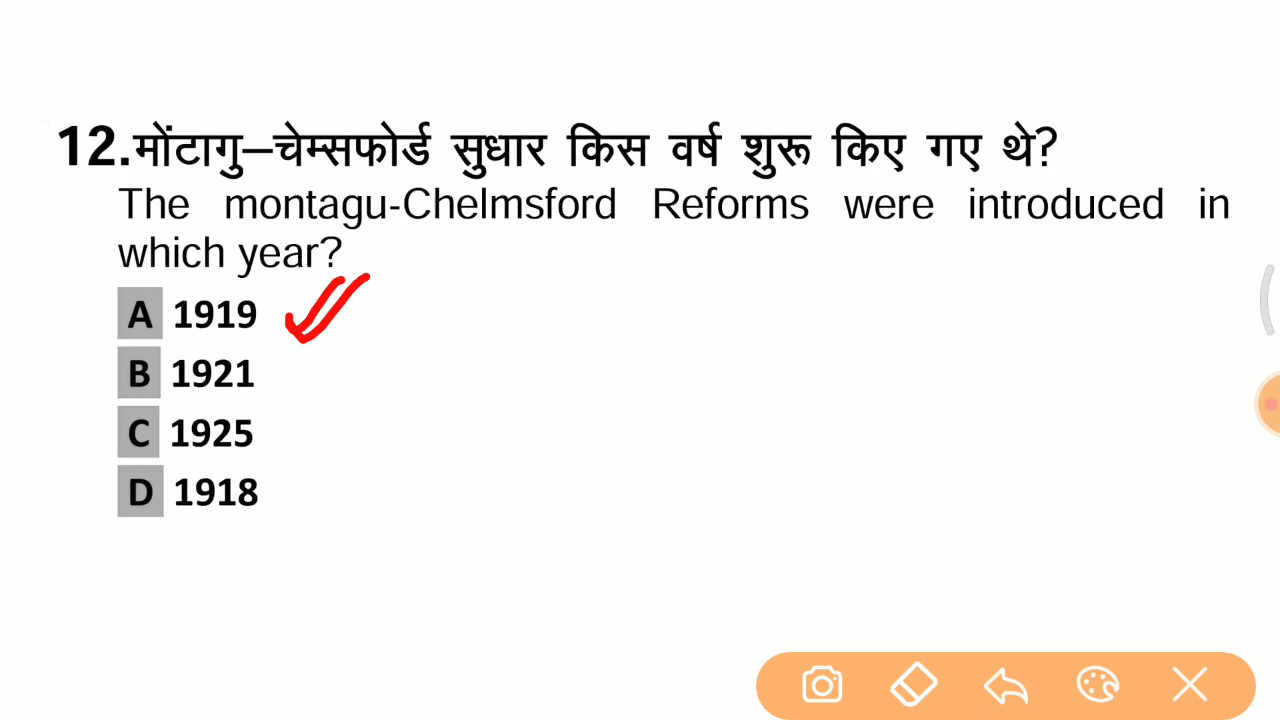 12.मोंटागु–चेम्सफोर्ड सुधार किस वर्ष शुरू किए गए थे?
The montagu-Chelmsford Reforms were introduced in
which year?
A 1919
B 1921
C 1925
D 1918